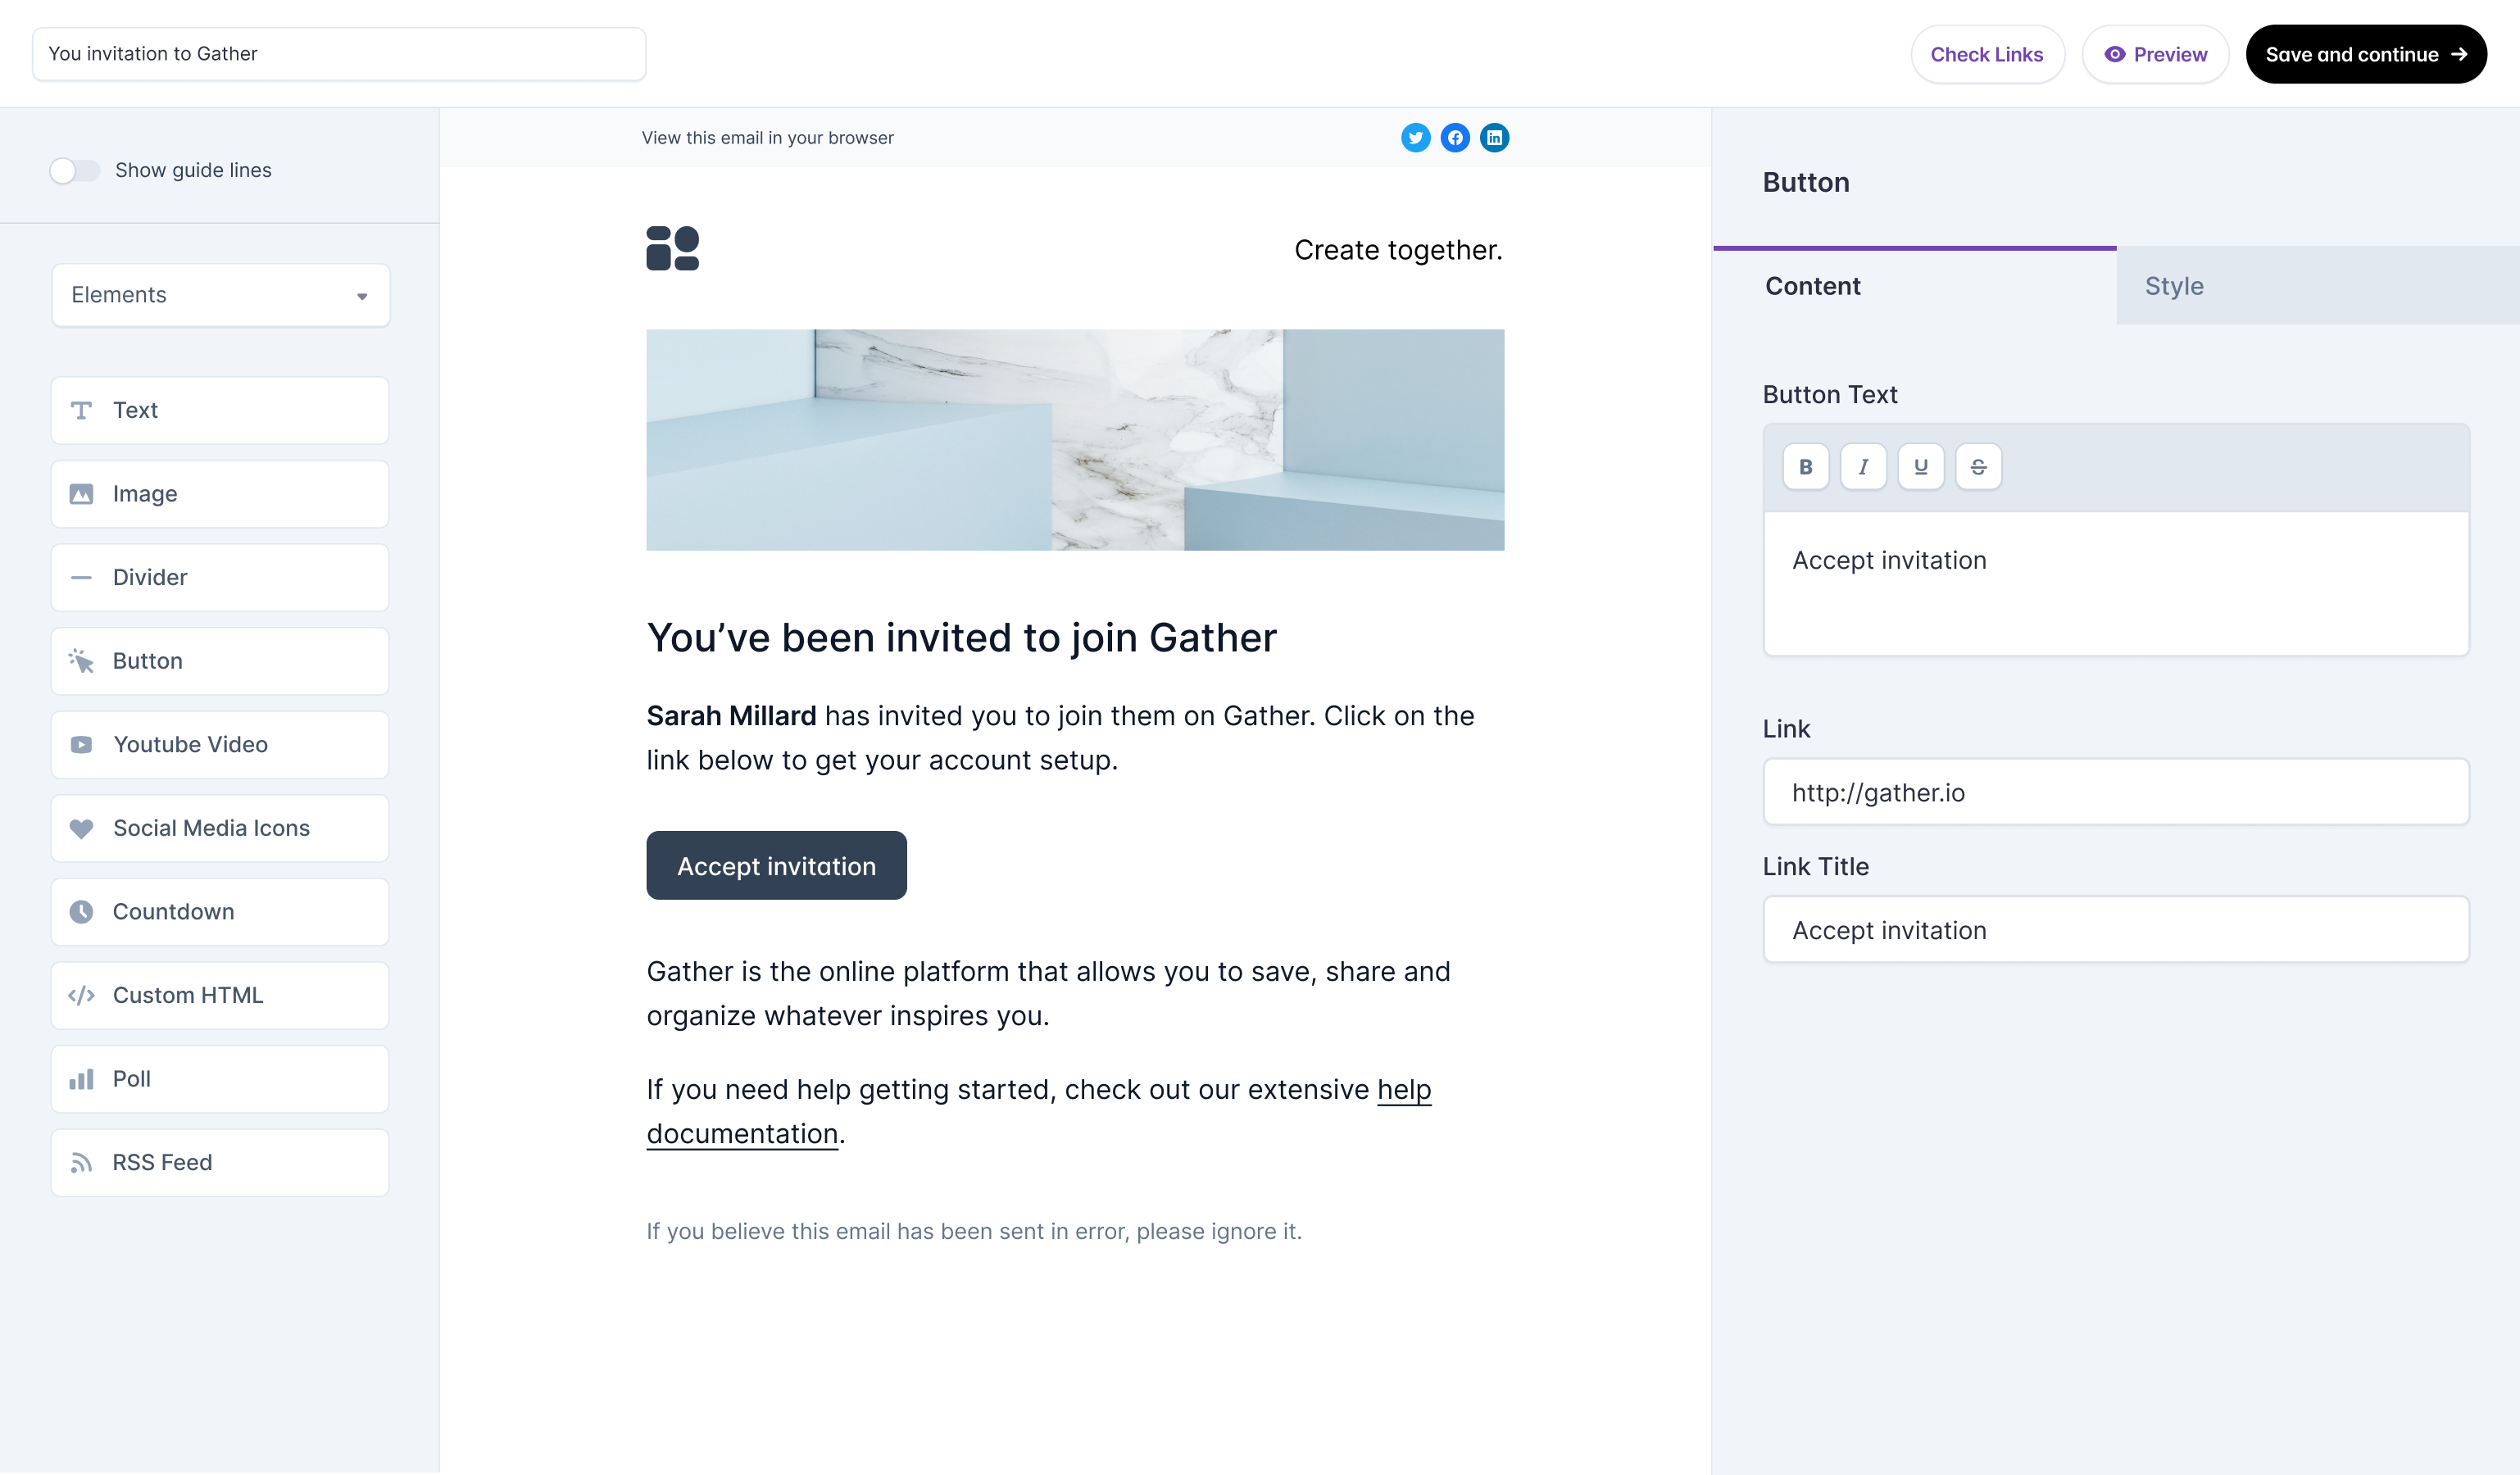 You invitation to Gather
Check Links
Preview
Save and continue
Show guide lines
Elements
Text
Image
Divider
Button
Youtube Video
Social Media Icons
Countdown
Custom HTML
Poll
RSS Feed
View this email in your browser
Create together.
You’ve been invited to join Gather
Sarah Millard has invited you to join them on Gather. Click on the
link below to get your account setup.
Accept invitation
Gather is the online platform that allows you to save, share and
organize whatever inspires you.
If you need help getting started, check out our extensive help
documentation.
If you believe this email has been sent in error, please ignore it.
Button
Content
Style
Button Text
B I U S
Accept invitation
Link
http://gather.io
Link Title
Accept invitation